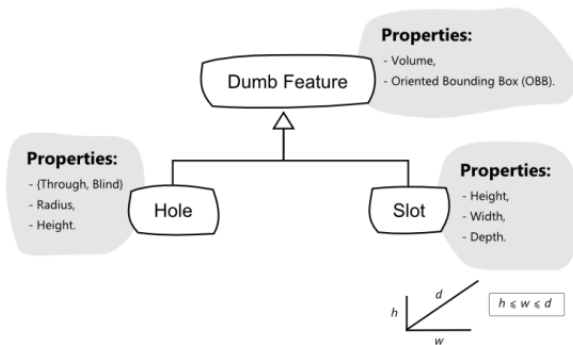 Properties:
- Volume,
- Oriented Bounding Box (OBB).
Dumb Feature
Properties:
- {Through, Blind}
- Radius,
- Height.
Hole
Slot
Properties:
- Height,
- Width,
- Depth.
h
d
w
h ⩽ w ⩽ d